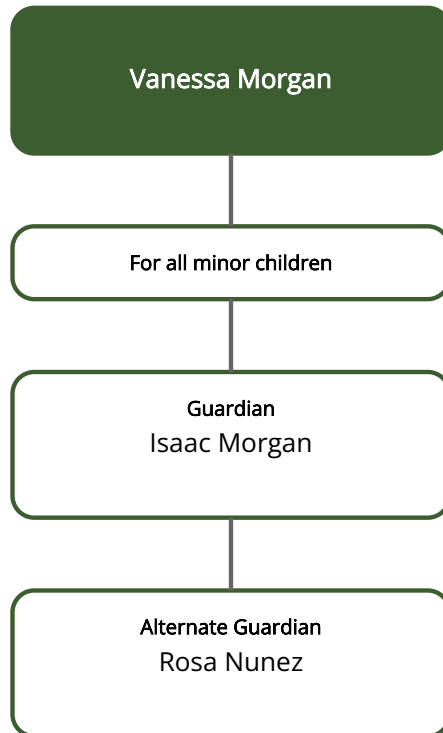 Vanessa Morgan
For all minor children
Guardian
Isaac Morgan
Alternate Guardian
Rosa Nunez